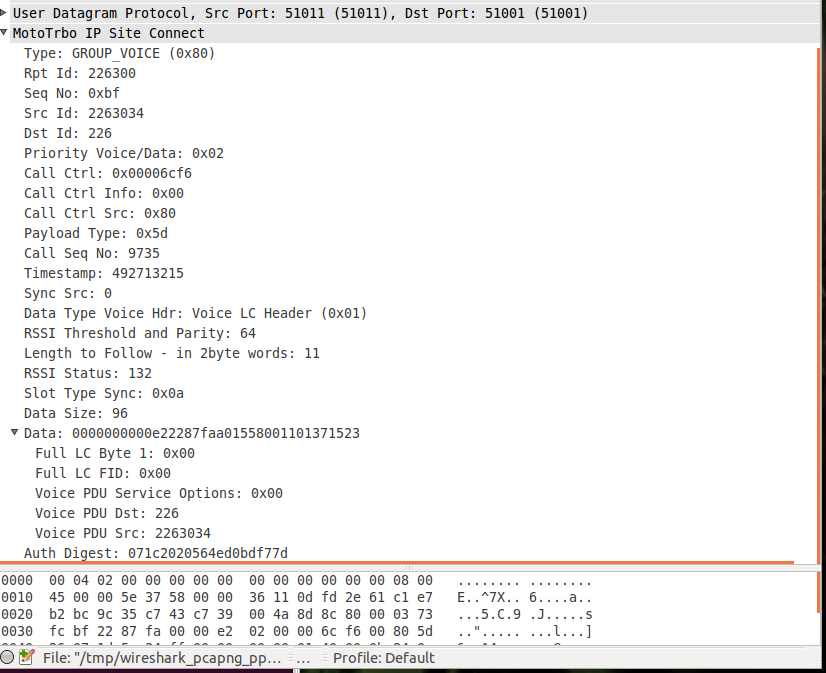 User Datagram Protocol, Src Port: 51011 (51011), Dst Port: 51001 (51001)
MotoTrbo IP Site Connect
Type: GROUP_VOICE (0x80)
Rpt Id: 226300
Seq No: 0xbf
Src Id: 2263034
Dst Id: 226
Priority Voice/Data: 0x02
Call Ctrl: 0x00006cf6
Call Ctrl Info: 0x00
Call Ctrl Src: 0x80
Payload Type: 0x5d
Call Seq No: 9735
Timestamp: 492713215
Sync Src: 0
Data Type Voice Hdr: Voice LC Header (0x01)
RSSI Threshold and Parity: 64
Length to Follow - in 2byte words: 11
RSSI Status: 132
Slot Type Sync: 0x0a
Data Size: 96
Data: 0000000000e22287faa01558001101371523
Full LC Byte 1: 0x00
Full LC FID: 0x00
Voice PDU Service Options: 0x00
Voice PDU Dst: 226
Voice PDU Src: 2263034
Auth Digest: 071c2020564ed0bdf77d
0000  00 04 02 00 00 00 00 00  00 00 00 00 00 00 08 00   ........ ........
0010  45 00 00 5e 37 58 00 00  36 11 0d fd 2e 61 c1 e7   E..^7X.. 6....a..
0020  b2 bc 9c 35 c7 43 c7 39  00 4a 8d 8c 80 00 03 73   ...5.C.9 .J.....s
0030  fc bf 22 87 fa 00 00 e2  02 00 00 6c f6 00 80 5d   .."..... ...l...]
File: "/tmp/wireshark_pcapng_pp... ... Profile: Default